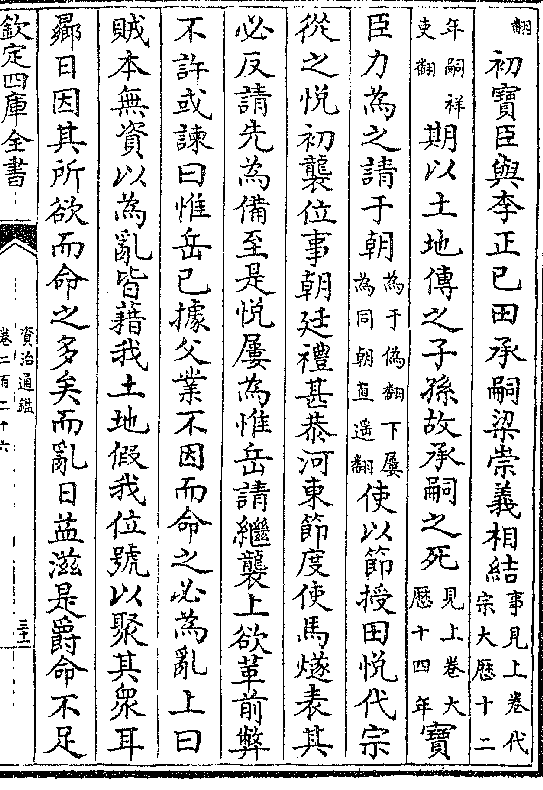 翻初寶臣與李正已田承嗣梁崇義相結事見上卷代宗大厯十二
年嗣祥吏翻期以土地傳之子孫故承嗣之死見上卷大厯十四年寶
臣力為之請于朝為于偽翻下屢為同朝直遥翻使以節授田悦代宗
從之悦初襲位事朝廷禮甚恭河東節度使馬燧表其
必反請先為備至是悦屢為惟岳請繼襲上欲革前弊
不許或諫曰惟岳已據父業不因而命之必為亂上曰
賊本無資以為亂皆藉我土地假我位號以聚其衆耳
曏日因其所欲而命之多矣而亂日益滋是爵命不足
欽定四庫全書
資治通鑑
卷二百二十六